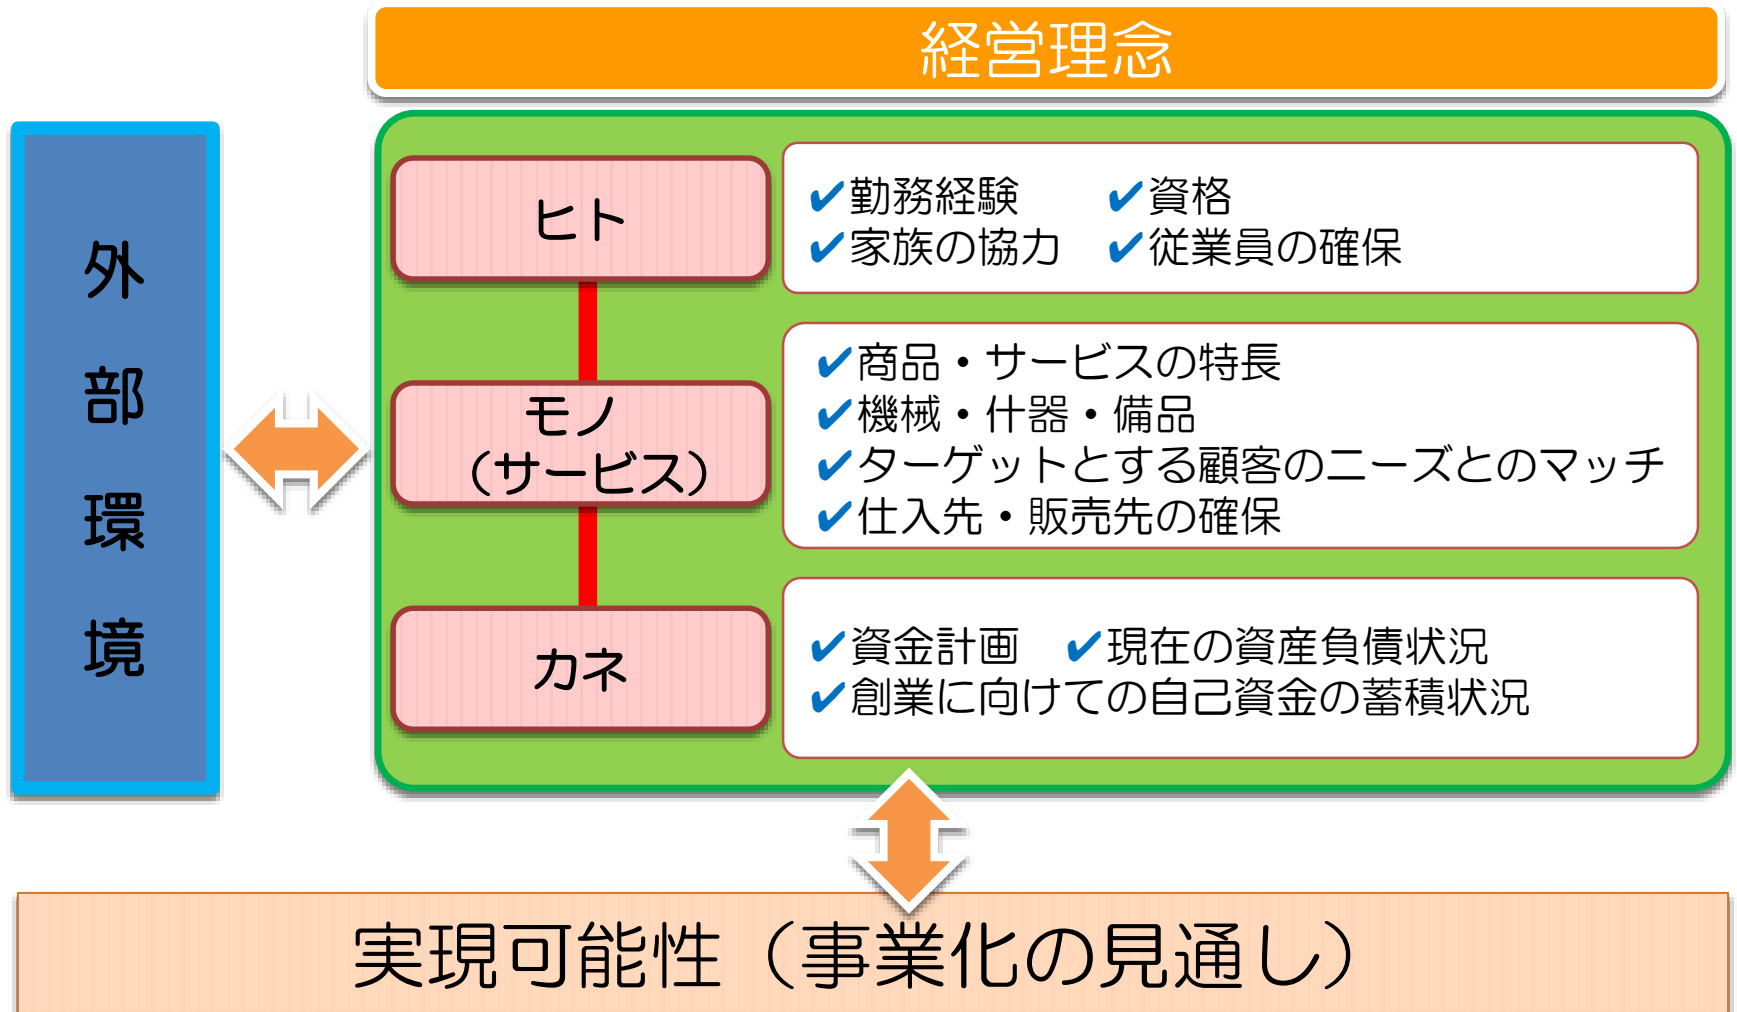 経営理念
外部環境
ヒト
✔勤務経験 ✔資格
✔家族の協力 ✔従業員の確保
モノ
（サービス）
✔商品・サービスの特長
✔機械・什器・備品
✔ターゲットとする顧客のニーズとのマッチ
✔仕入先・販売先の確保
カネ
✔資金計画 ✔現在の資産負債状況
✔創業に向けての自己資金の蓄積状況
実現可能性（事業化の見通し）